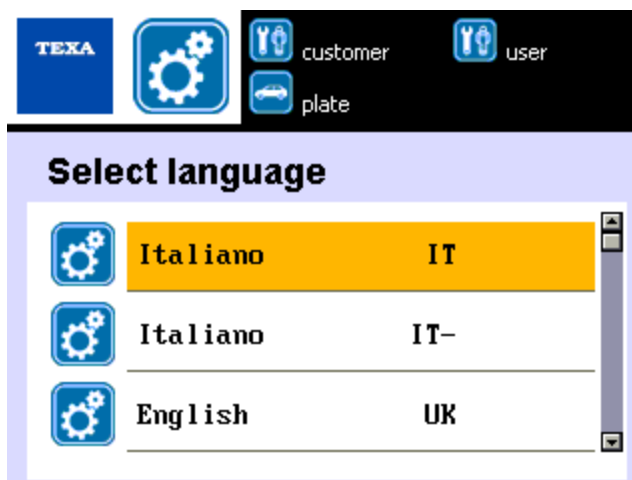 TEXA
customer
user
plate
Select language
Italiano IT
Italiano IT-
English UK